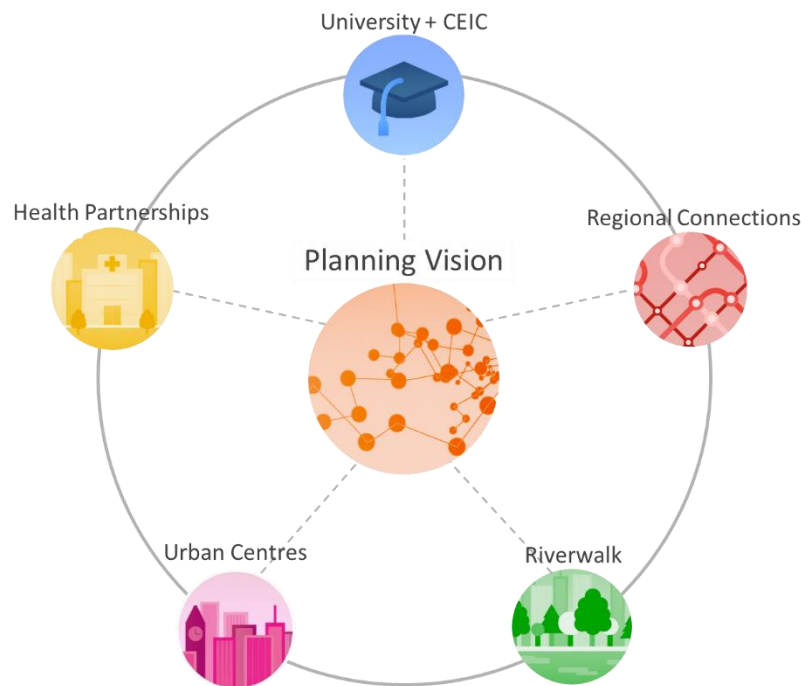 University + CEIC
Health Partnerships
Regional Connections
Planning Vision
Urban Centres
Riverwalk